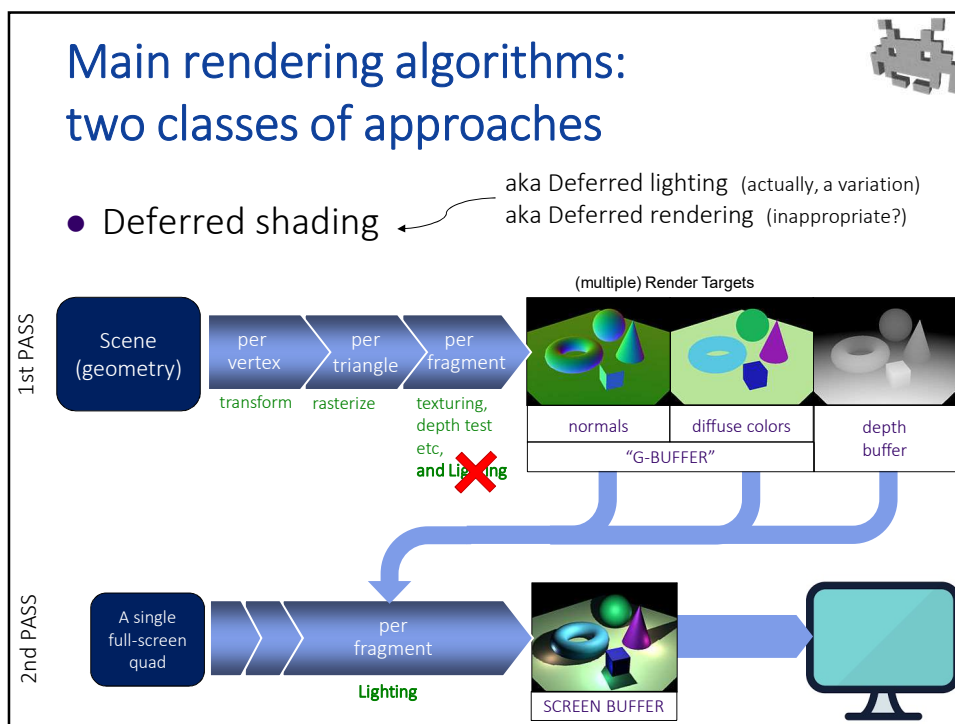 Main rendering algorithms:
two classes of approaches
aka Deferred lighting (actually, a variation)
aka Deferred rendering (inappropriate?)
● Deferred shading
(multiple) Render Targets
1st PASS
Scene
(geometry)
per
vertex
per
triangle
per
fragment
transform
rasterize
texturing,
depth test
etc,
and Lighting
normals
diffuse colors
depth
buffer
“G-BUFFER”
2nd PASS
A single
full-screen
quad
per
fragment
Lighting
SCREEN BUFFER